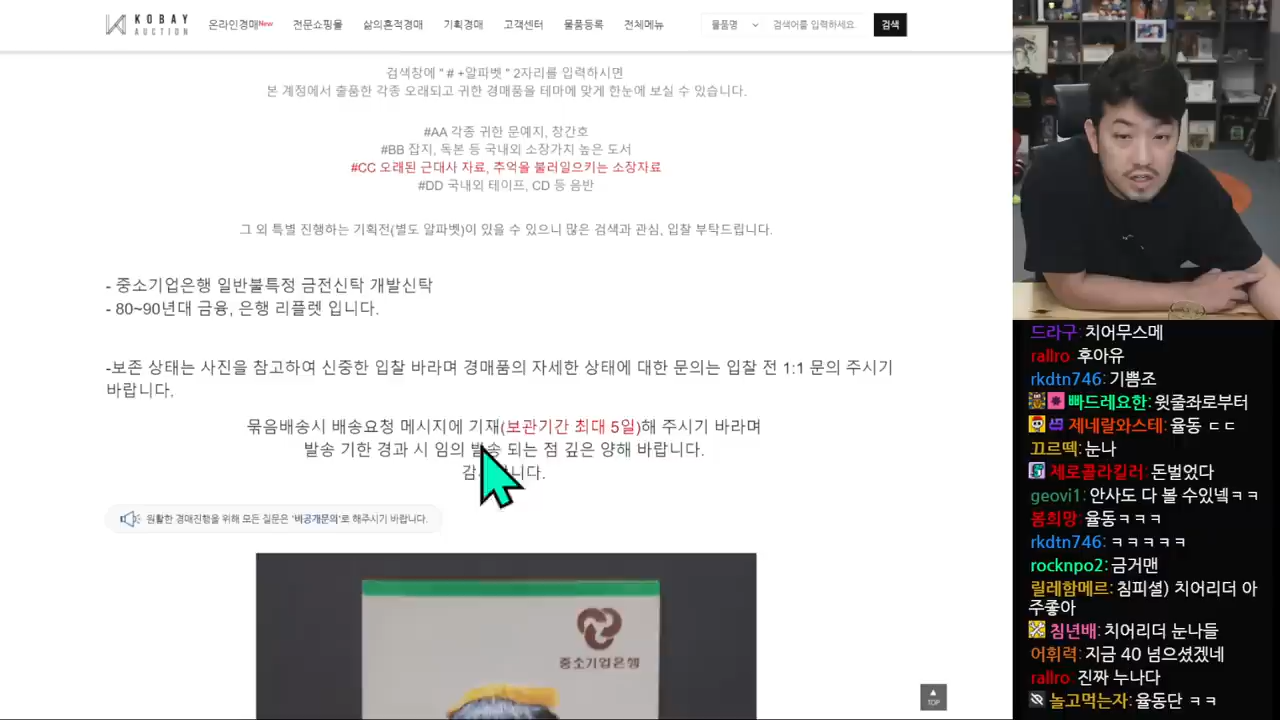 KOBAY
AUCTION
온라인경매New 전문쇼핑몰 삶의흔적경매 기획경매 고객센터 물품등록 전체메뉴 물품명 검색어를 입력하세요. 검색
검색창에 " # +알파벳 " 2자리를 입력하시면
본 계정에서 출품한 각종 오래되고 귀한 경매품을 테마에 맞게 한눈에 보실 수 있습니다.
#AA 각종 귀한 문예지, 창간호
#BB 잡지, 독본 등 국내외 소장가치 높은 도서
#CC 오래된 근대사 자료, 추억을 불러일으키는 소장자료
#DD 국내외 테이프, CD 등 음반
그 외 특별 진행하는 기획전(별도 알파벳)이 있을 수 있으니 많은 검색과 관심, 입찰 부탁드립니다.
- 중소기업은행 일반불특정 금전신탁 개발신탁
- 80~90년대 금융, 은행 리플렛 입니다.
-보존 상태는 사진을 참고하여 신중한 입찰 바라며 경매품의 자세한 상태에 대한 문의는 입찰 전 1:1 문의 주시기
바랍니다.
묶음배송시 배송요청 메시지에 기재(보관기간 최대 5일)해 주시기 바라며
발송 기한 경과 시 임의 발송 되는 점 깊은 양해 바랍니다.
감사합니다.
원활한 경매진행을 위해 모든 질문은 '비공개문의'로 해주시기 바랍니다.
중소기업은행
TOP
드라구: 치어무스메
rallro 후아유
rkdtn746: 기쁨조
빠드레요한: 윗줄좌로부터
제네랄와스테: 율동 ㄷㄷ
끄르떽: 눈나
제로콜라킬러: 돈벌었다
geovi1: 안사도 다 볼 수있넼ㅋㅋ
봄희망: 율동ㅋㅋㅋ
rkdtn746: ㅋㅋㅋㅋㅋ
rocknpo2: 금거맨
릴레함메르: 침피셜) 치어리더 아
주좋아
침년배: 치어리더 눈나들
어휘력: 지금 40 넘으셨겠네
rallro 진짜 누나다
놀고먹는자: 율동단 ㅋㅋ